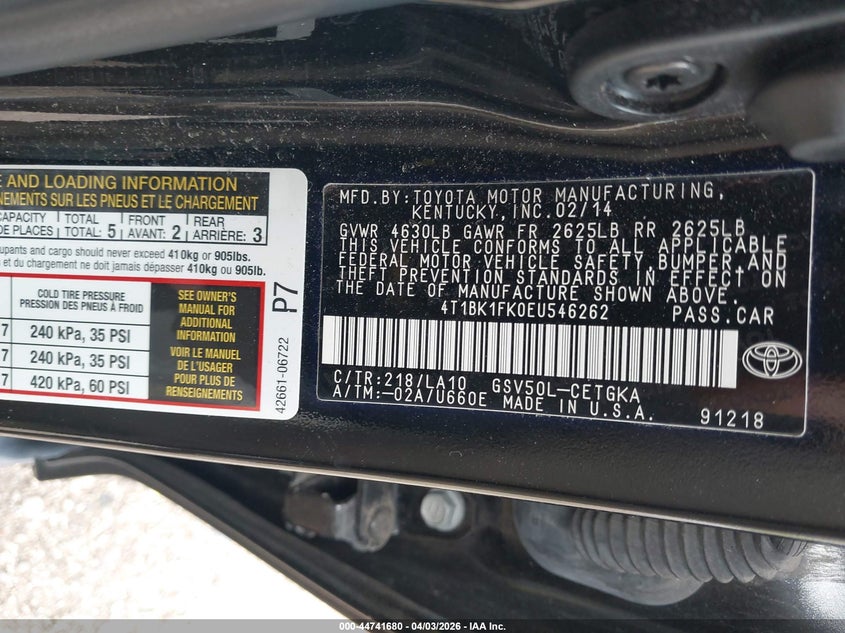 E AND LOADING INFORMATION
NEMENTS SUR LES PNEUS ET LE CHARGEMENT
CAPACITY TOTAL FRONT REAR
DE PLACES TOTAL: 5 AVANT: 2 ARRIÈRE: 3
upants and cargo should never exceed 410kg or 905lbs.
s et du chargement ne doit jamais dépasser 410kg ou 905lb.
COLD TIRE PRESSURE
PRESSION DES PNEUS À FROID
7 240 kPa, 35 PSI
7 240 kPa, 35 PSI
7 420 kPa, 60 PSI
SEE OWNER'S
MANUAL FOR
ADDITIONAL
INFORMATION
VOIR LE MANUEL
DE L'USAGER
POUR PLUS DE
RENSEIGNEMENTS
P7
42661-06722
MFD.BY:TOYOTA MOTOR MANUFACTURING,
KENTUCKY, INC.02/14
GVWR 4630LB GAWR FR 2625LB RR 2625LB
THIS VEHICLE CONFORMS TO ALL APPLICABLE
FEDERAL MOTOR VEHICLE SAFETY, BUMPER,AND
THEFT PREVENTION STANDARDS IN EFFECT ON
THE DATE OF MANUFACTURE SHOWN ABOVE.
4T1BK1FK0EU546262 PASS.CAR
C/TR:218/LA10 GSV50L-CETGKA
A/TM:-02A/U660E MADE IN U.S.A.
91218
000-44741680 - 04/03/2026 - IAA Inc.